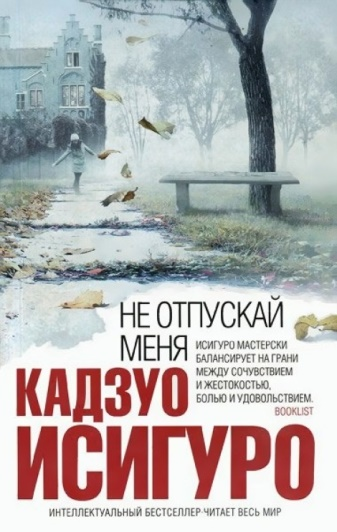 НЕ ОТПУСКАЙ
МЕНЯ
ИСИГУРО МАСТЕРСКИ
БАЛАНСИРУЕТ НА ГРАНИ
МЕЖДУ СОЧУВСТВИЕМ
И ЖЕСТОКОСТЬЮ,
БОЛЬЮ И УДОВОЛЬСТВИЕМ.
BOOKLIST
КАДЗУО
ИСИГУРО
ИНТЕЛЛЕКТУАЛЬНЫЙ БЕСТСЕЛЛЕР·ЧИТАЕТ ВЕСЬ МИР